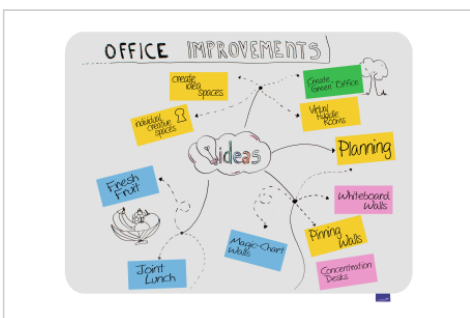 OFFICE IMPROVEMENTS
create
idea
spaces
Create
Green Office
individual
creative
spaces
Virtual
Huddle
Rooms
ideas
Planning
Fresh
Fruit
Whiteboard
Walls
Magic-Chart
Walls
Pinning
Walls
Joint
Lunch
Concentration
Desks